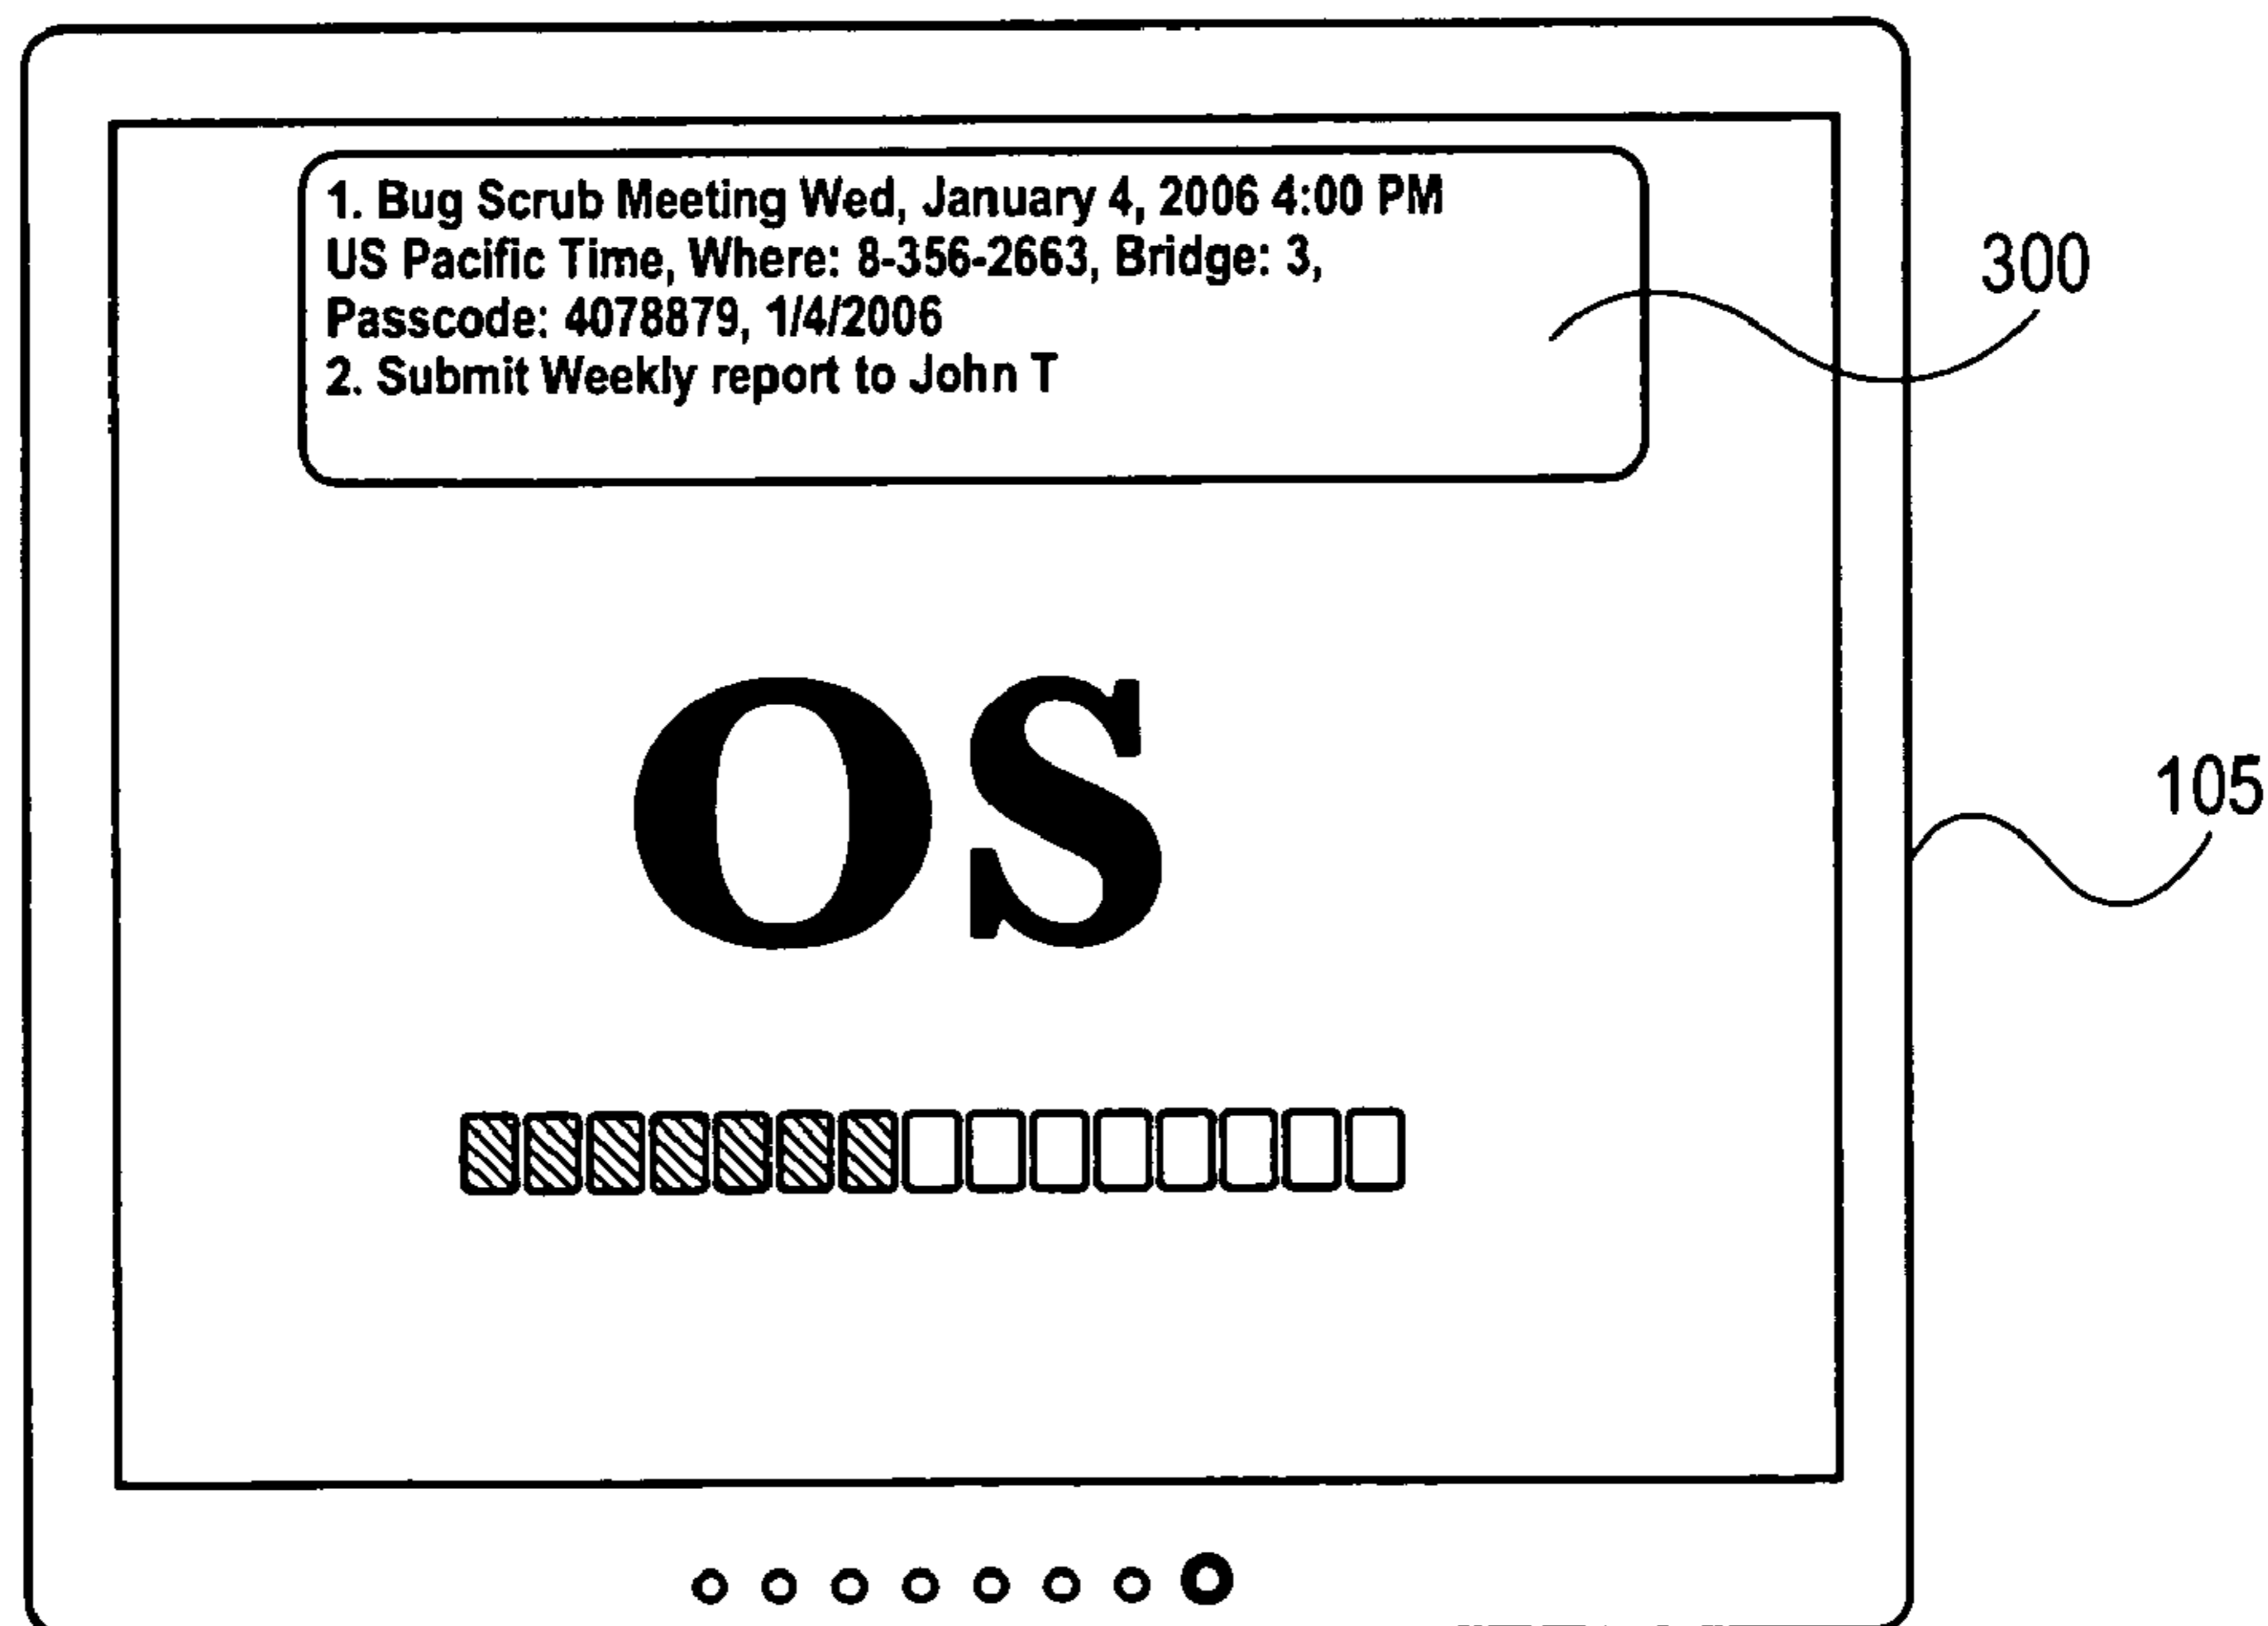 1. Bug Scrub Meeting Wed, January 4, 2006 4:00 PM
US Pacific Time, Where: 8-356-2663, Bridge: 3,
Passcode: 4078879, 1/4/2006
2. Submit Weekly report to John T
300
OS
105